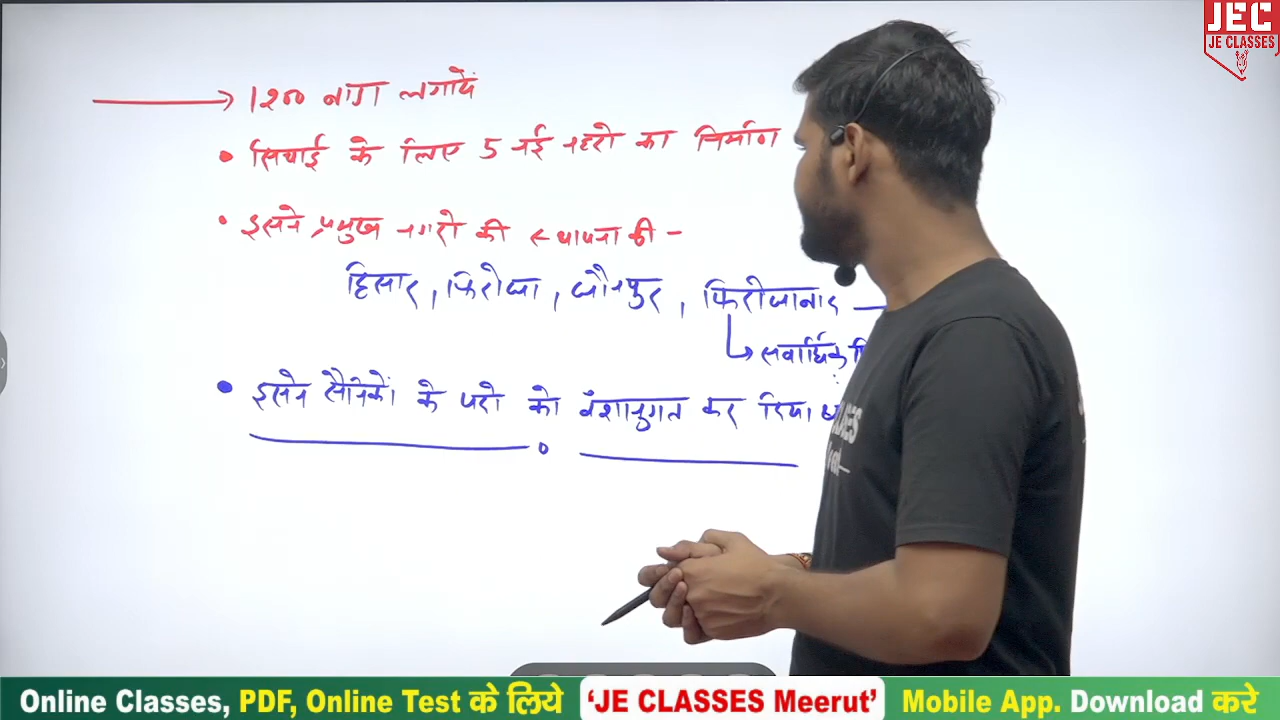 JEC
JE CLASSES
1200 बाग लगायें
• सिचाई के लिए 5 नई नहरो का निर्माण
• इसने प्रमुख नगरो की स्थापना की -
हिसार, फिरोजा, जौनपुर, फिरोजाबाद
सर्वाधिक
• इसने सैनिकों के पदो को वंशानुगत कर दिया
Online Classes, PDF, Online Test के लिये 'JE CLASSES Meerut' Mobile App. Download करे